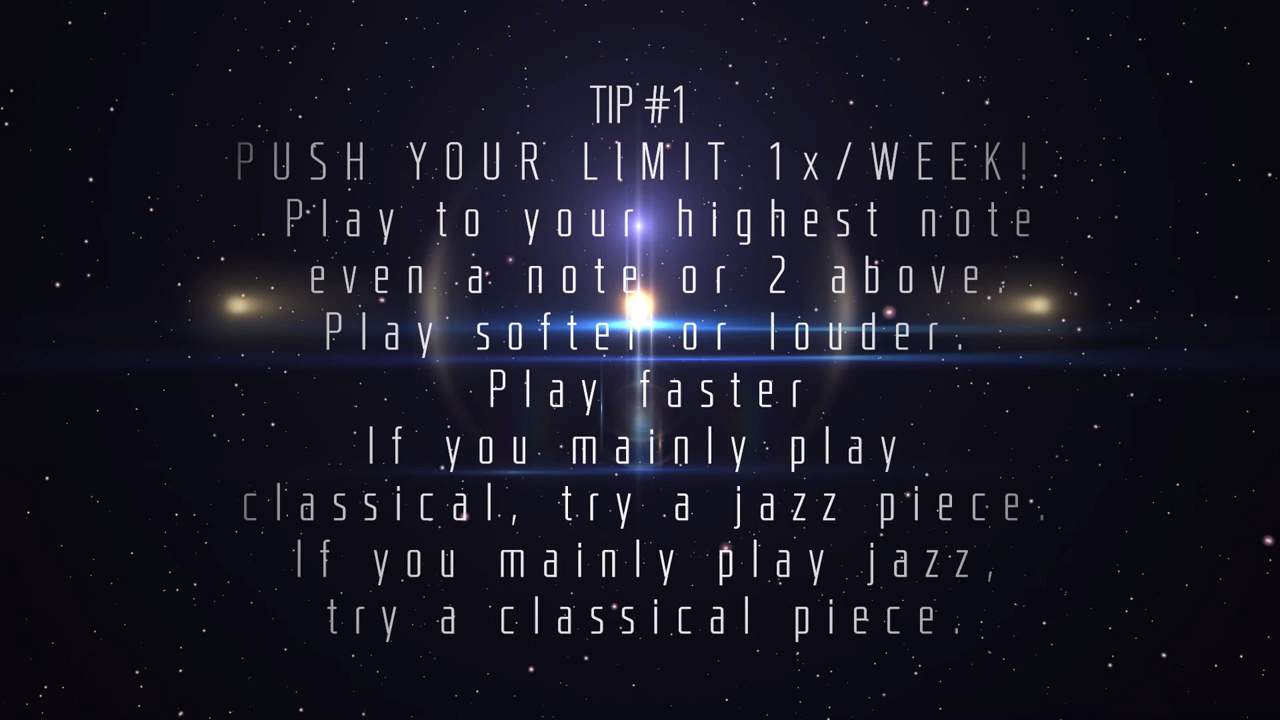 TIP #1
PUSH YOUR LIMIT 1x/WEEK!
Play to your highest note
even a note or 2 above.
Play softer or louder.
Play faster
If you mainly play
classical, try a jazz piece.
If you mainly play jazz,
try a classical piece.